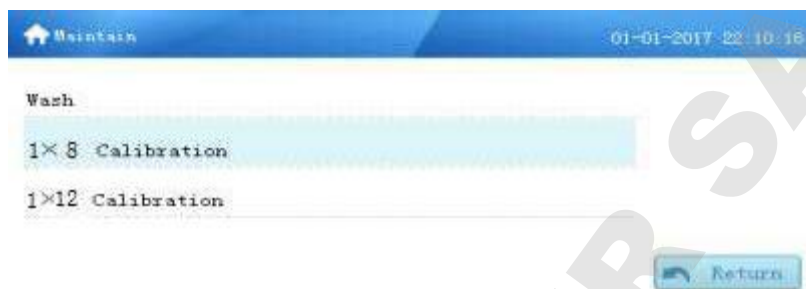 Maintain 01-01-2017 22:10:16
Wash
1×8 Calibration
1×12 Calibration
Return